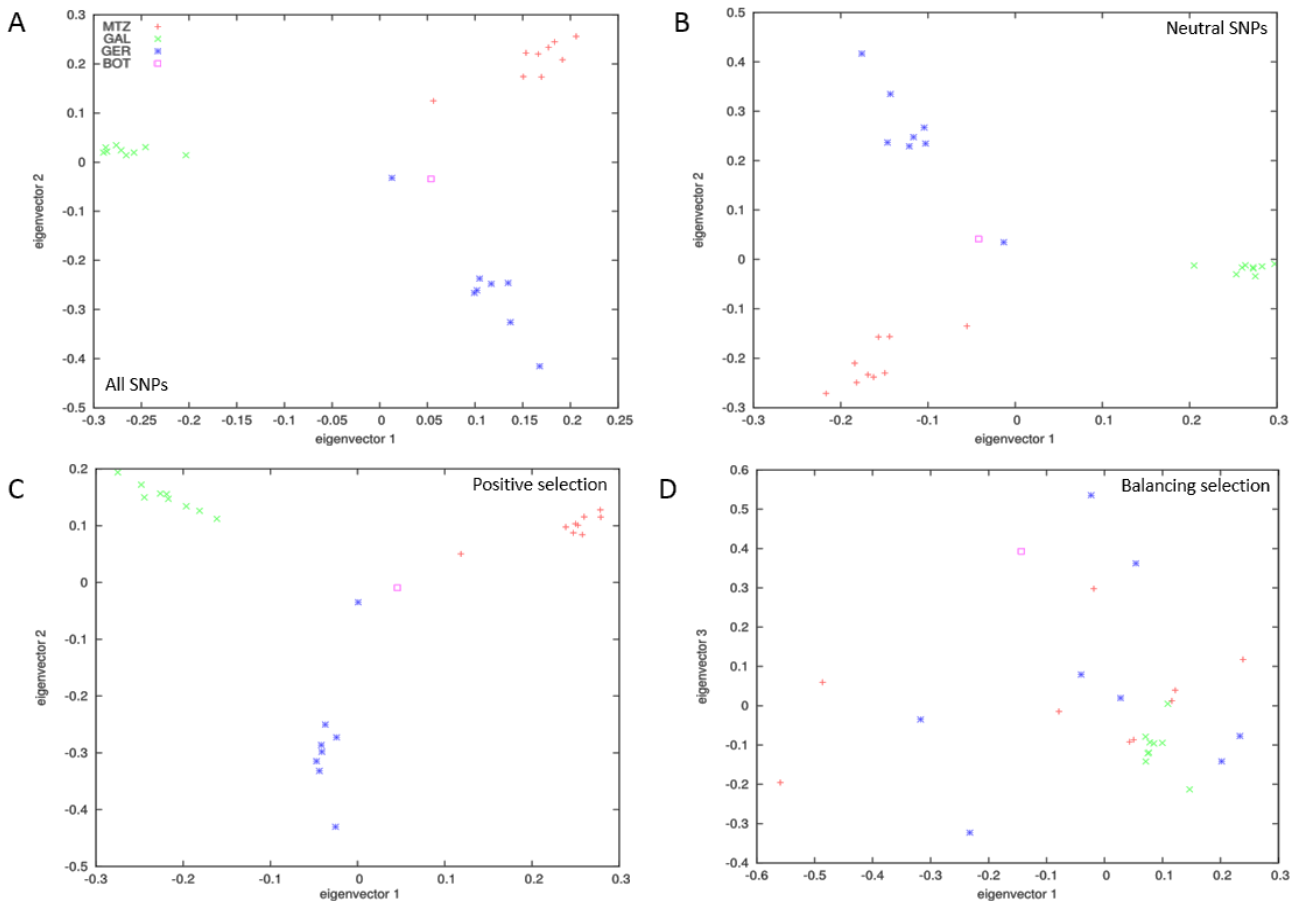 A
MTZ
GAL
GER
BOT
0.3
0.2
0.1
0
-0.1
-0.2
-0.3
-0.4
-0.5
eigenvector 2
All SNPs
-0.3 -0.25 -0.2 -0.15 -0.1 -0.05 0 0.05 0.1 0.15 0.2 0.25
eigenvector 1
B
Neutral SNPs
0.5
0.4
0.3
0.2
0.1
0
-0.1
-0.2
-0.3
eigenvector 2
-0.3 -0.2 -0.1 0 0.1 0.2 0.3
eigenvector 1
C
Positive selection
0.2
0.1
0
-0.1
-0.2
-0.3
-0.4
-0.5
eigenvector 2
-0.3 -0.2 -0.1 0 0.1 0.2 0.3
eigenvector 1
D
Balancing selection
0.6
0.5
0.4
0.3
0.2
0.1
0
-0.1
-0.2
-0.3
-0.4
eigenvector 3
-0.6 -0.5 -0.4 -0.3 -0.2 -0.1 0 0.1 0.2 0.3
eigenvector 1